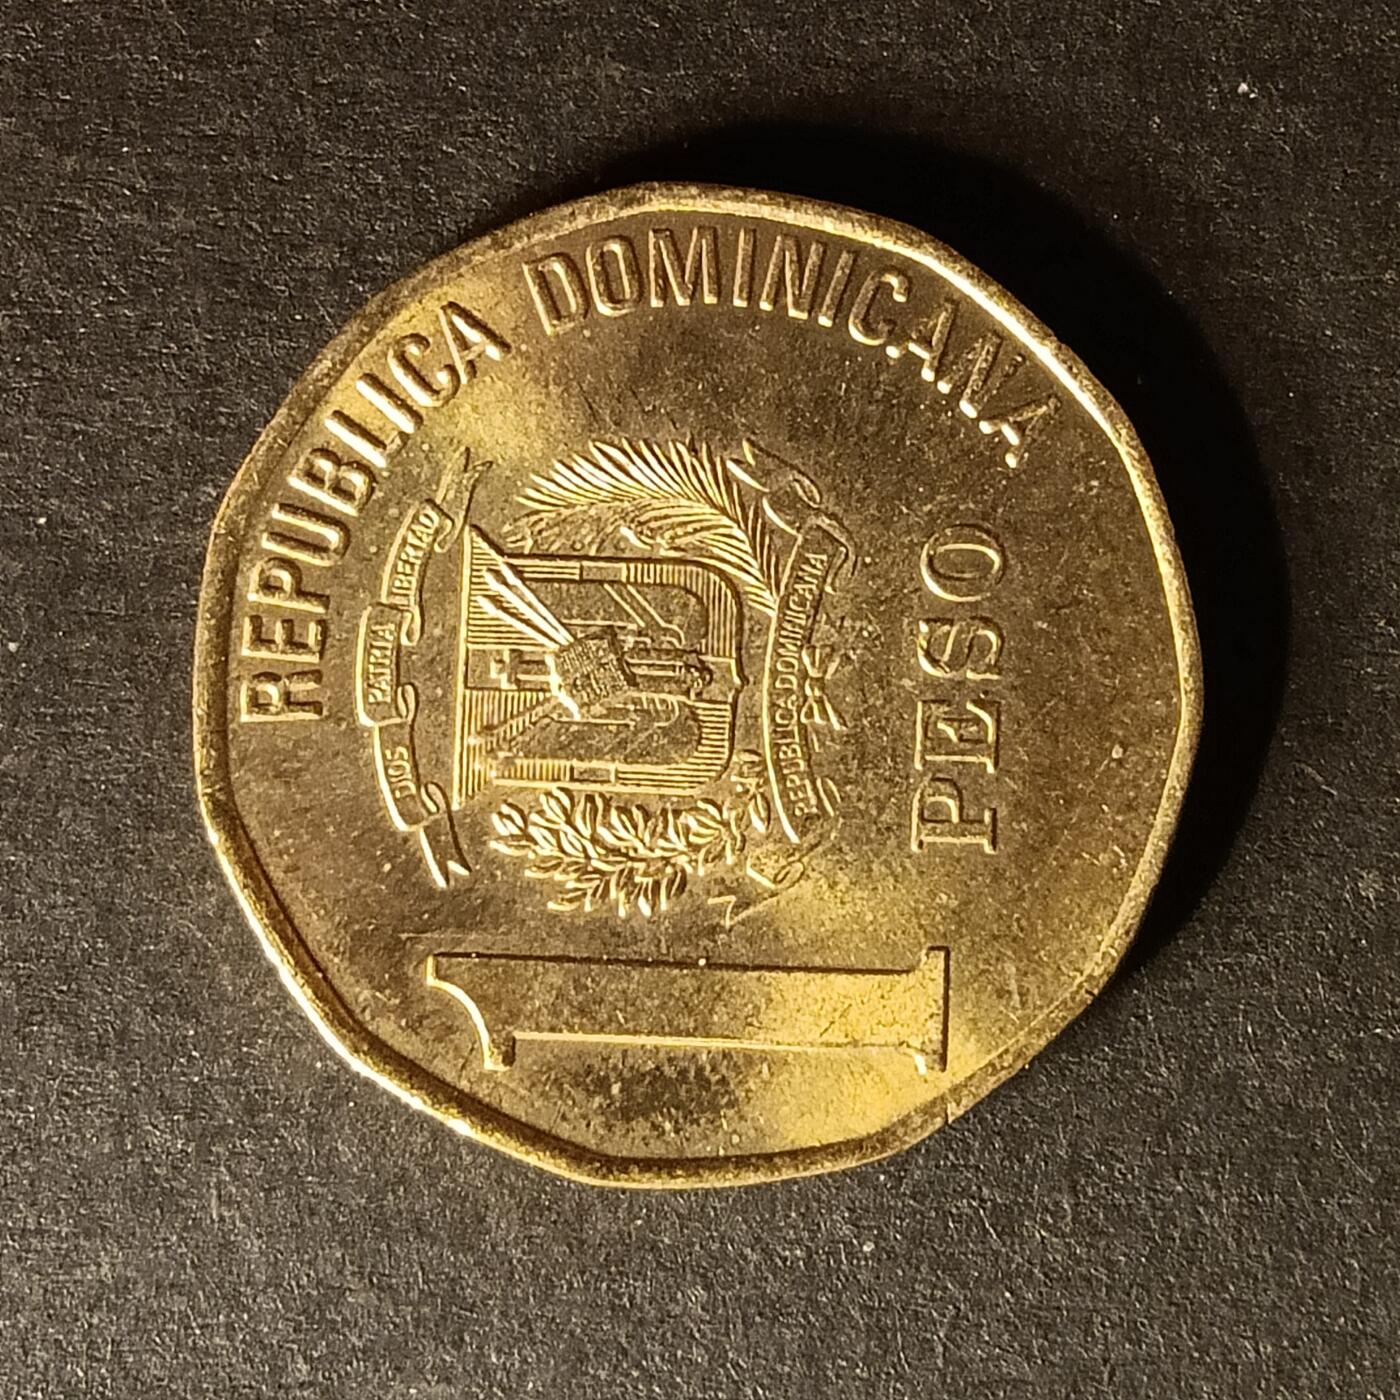 REPUBLICA DOMINICANA
DIOS PATRIA LIBERTAD
REPUBLICA DOMINICANA
1
PESO